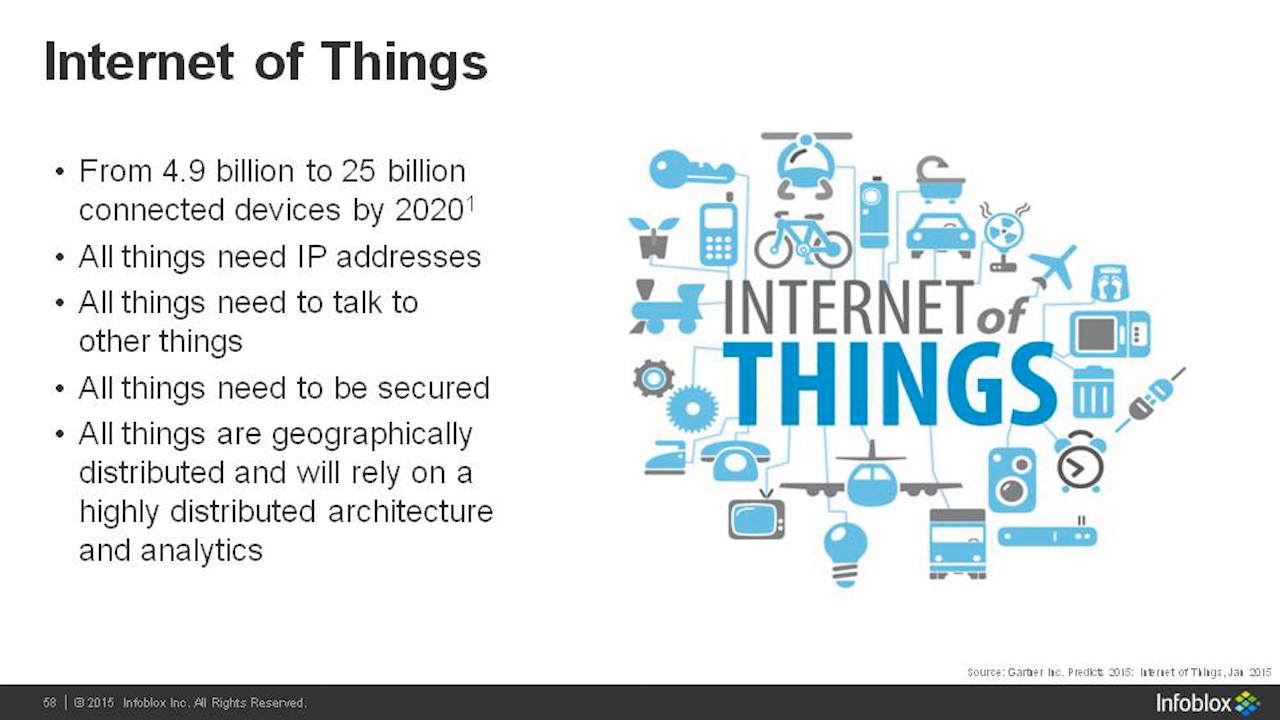 Internet of Things
• From 4.9 billion to 25 billion
connected devices by 2020¹
• All things need IP addresses
• All things need to talk to
other things
• All things need to be secured
• All things are geographically
distributed and will rely on a
highly distributed architecture
and analytics
INTERNET of
THINGS
Source: Gartner Inc. Predicts 2015: Internet of Things, Jan 2015
58 | © 2015 Infoblox Inc. All Rights Reserved.
Infoblox